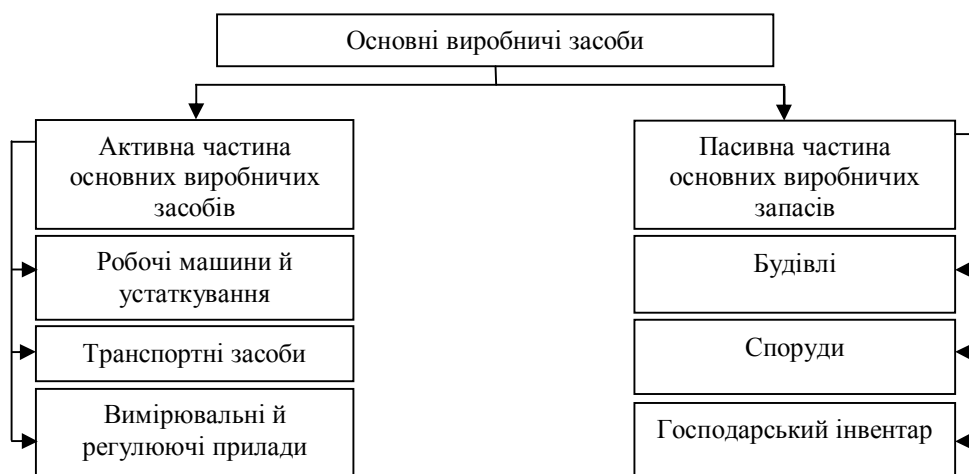 Основні виробничі засоби
Активна частина
основних виробничих
засобів
Робочі машини й
устаткування
Транспортні засоби
Вимірювальні й
регулюючі прилади
Пасивна частина
основних виробничих
запасів
Будівлі
Споруди
Господарський інвентар